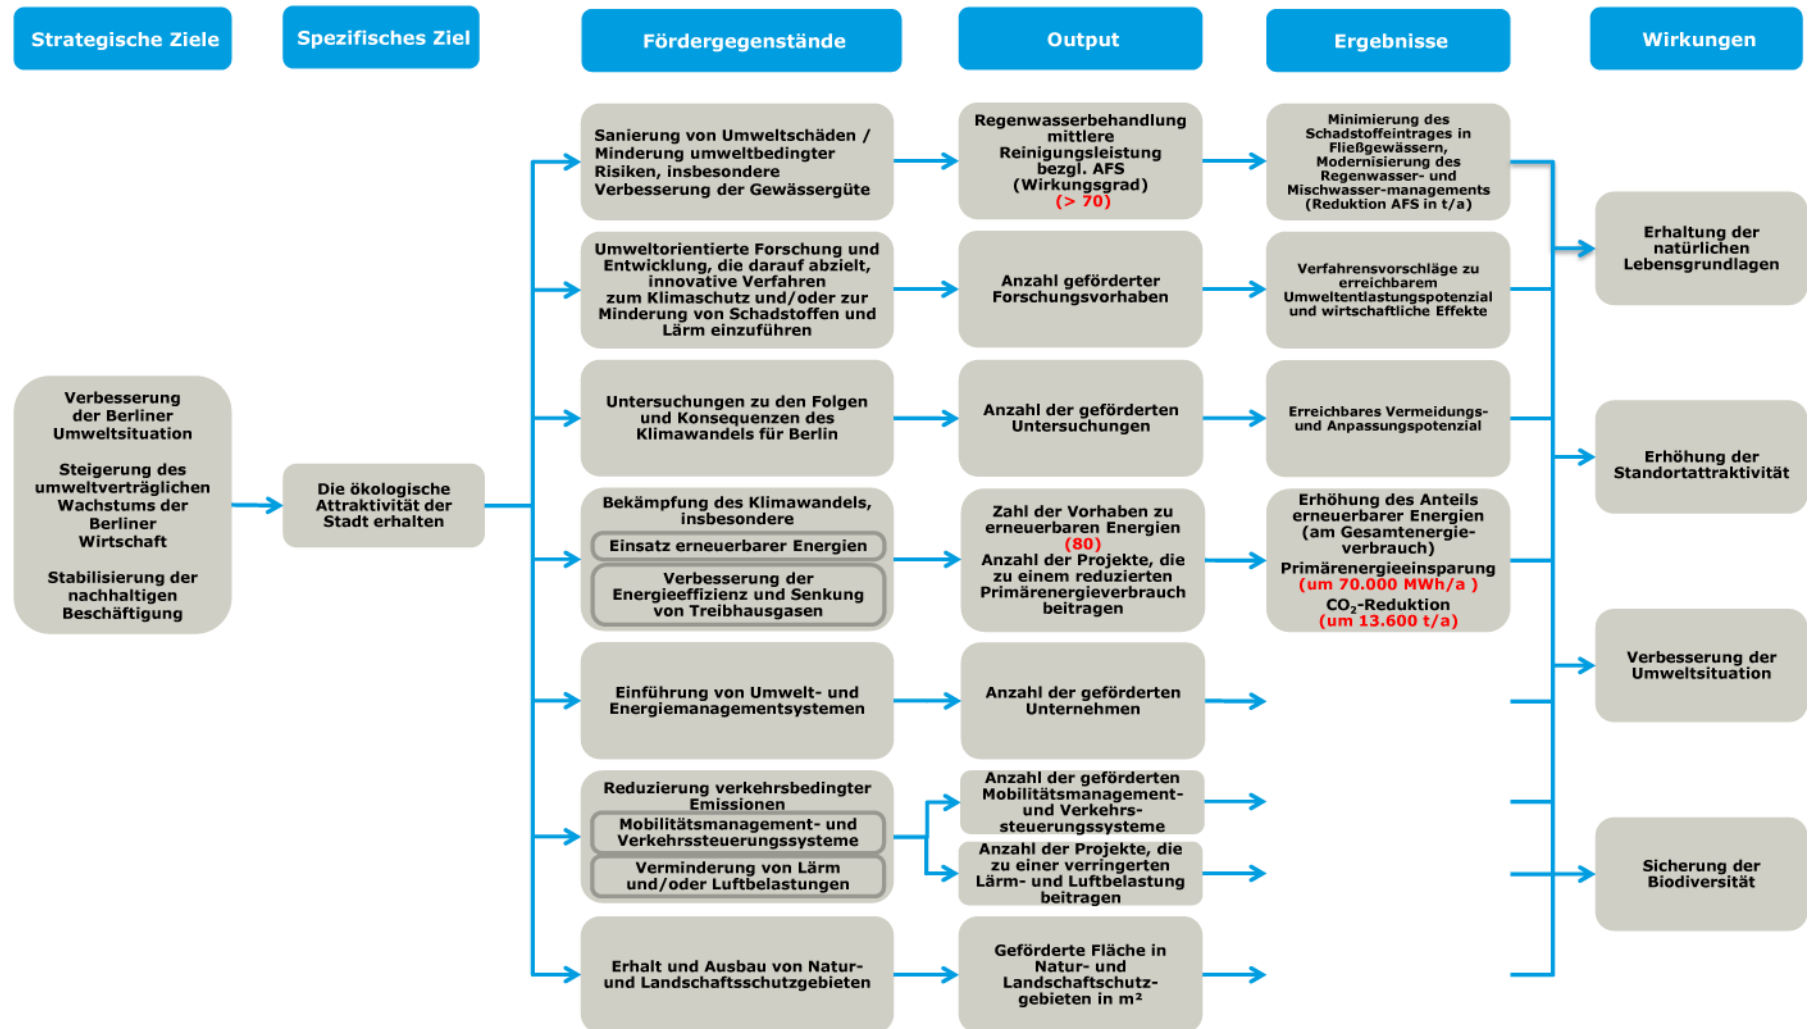 Strategische Ziele
Spezifisches Ziel
Fördergegenstände
Output
Ergebnisse
Wirkungen
Verbesserung
der Berliner
Umweltsituation
Steigerung des
umweltverträglichen
Wachstums der
Berliner
Wirtschaft
Stabilisierung der
nachhaltigen
Beschäftigung
Die ökologische
Attraktivität der
Stadt erhalten
Sanierung von Umweltschäden /
Minderung umweltbedingter
Risiken, insbesondere
Verbesserung der Gewässergüte
Regenwasserbehandlung
mittlere
Reinigungsleistung
bezgl. AFS
(Wirkungsgrad)
(> 70)
Minimierung des
Schadstoffeintrages in
Fließgewässern,
Modernisierung des
Regenwasser- und
Mischwasser-managements
(Reduktion AFS in t/a)
Umweltorientierte Forschung und
Entwicklung, die darauf abzielt,
innovative Verfahren
zum Klimaschutz und/oder zur
Minderung von Schadstoffen und
Lärm einzuführen
Anzahl geförderter
Forschungsvorhaben
Verfahrensvorschläge zu
erreichbarem
Umweltentlastungspotenzial
und wirtschaftliche Effekte
Untersuchungen zu den Folgen
und Konsequenzen des
Klimawandels für Berlin
Anzahl der geförderten
Untersuchungen
Erreichbares Vermeidungs-
und Anpassungspotenzial
Bekämpfung des Klimawandels,
insbesondere
Einsatz erneuerbarer Energien
Verbesserung der
Energieeffizienz und Senkung
von Treibhausgasen
Zahl der Vorhaben zu
erneuerbaren Energien
(80)
Anzahl der Projekte, die
zu einem reduzierten
Primärenergieverbrauch
beitragen
Erhöhung des Anteils
erneuerbarer Energien
(am Gesamtenergie-
verbrauch)
Primärenergieeinsparung
(um 70.000 MWh/a )
CO₂-Reduktion
(um 13.600 t/a)
Einführung von Umwelt- und
Energiemanagementsystemen
Anzahl der geförderten
Unternehmen
Reduzierung verkehrsbedingter
Emissionen
Mobilitätsmanagement- und
Verkehrssteuerungssysteme
Verminderung von Lärm
und/oder Luftbelastungen
Anzahl der geförderten
Mobilitätsmanagement-
und Verkehrs-
steuerungssysteme
Anzahl der Projekte, die
zu einer verringerten
Lärm- und Luftbelastung
beitragen
Erhalt und Ausbau von Natur-
und Landschaftsschutzgebieten
Geförderte Fläche in
Natur- und
Landschaftschutz-
gebieten in m²
Erhaltung der
natürlichen
Lebensgrundlagen
Erhöhung der
Standortattraktivität
Verbesserung der
Umweltsituation
Sicherung der
Biodiversität